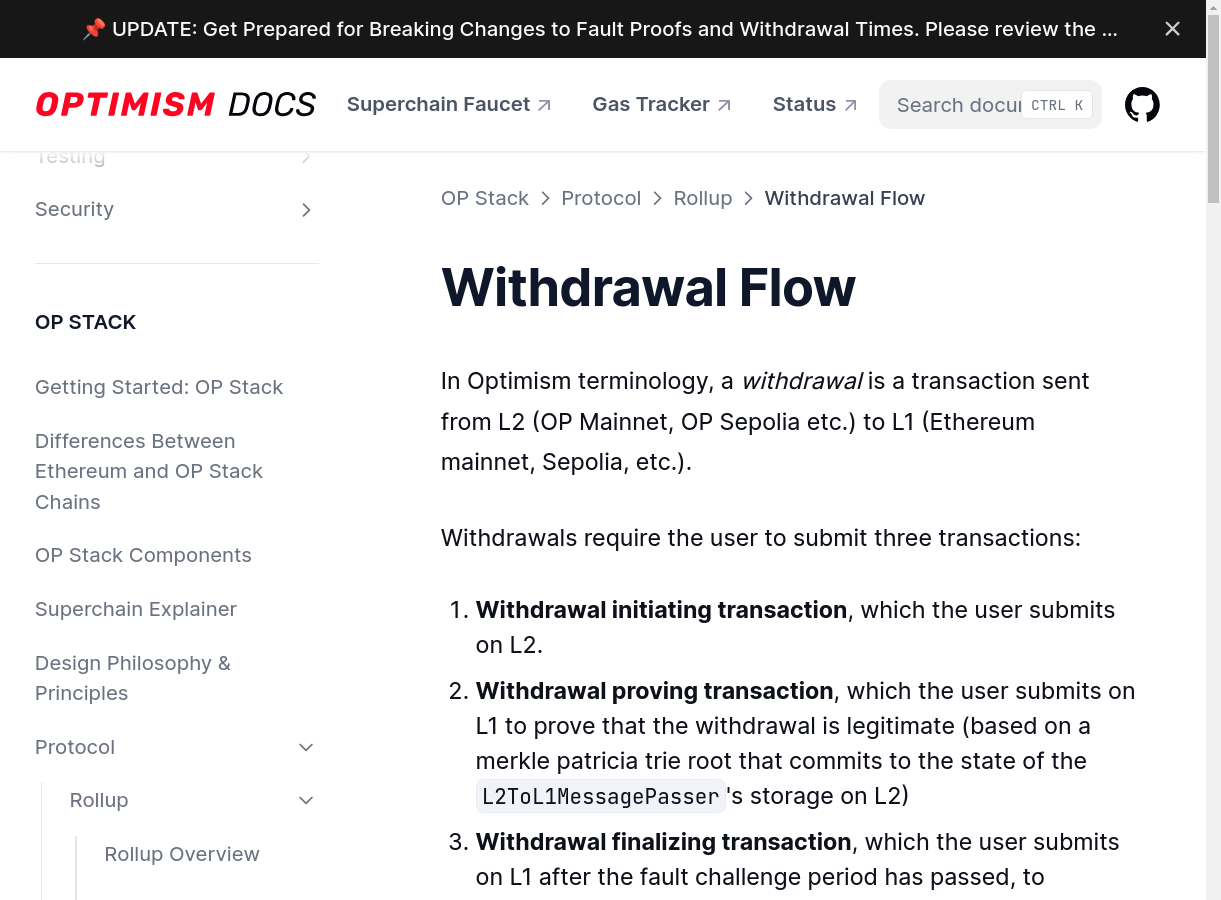 📌 UPDATE: Get Prepared for Breaking Changes to Fault Proofs and Withdrawal Times. Please review the ...
OPTIMISM DOCS
Superchain Faucet
Gas Tracker
Status
Search docu
CTRL K
Testing
Security
OP STACK
Getting Started: OP Stack
Differences Between
Ethereum and OP Stack
Chains
OP Stack Components
Superchain Explainer
Design Philosophy &
Principles
Protocol
Rollup
Rollup Overview
OP Stack > Protocol > Rollup > Withdrawal Flow
Withdrawal Flow
In Optimism terminology, a withdrawal is a transaction sent
from L2 (OP Mainnet, OP Sepolia etc.) to L1 (Ethereum
mainnet, Sepolia, etc.).
Withdrawals require the user to submit three transactions:
1. Withdrawal initiating transaction, which the user submits
on L2.
2. Withdrawal proving transaction, which the user submits on
L1 to prove that the withdrawal is legitimate (based on a
merkle patricia trie root that commits to the state of the
L2ToL1MessagePasser's storage on L2)
3. Withdrawal finalizing transaction, which the user submits
on L1 after the fault challenge period has passed, to